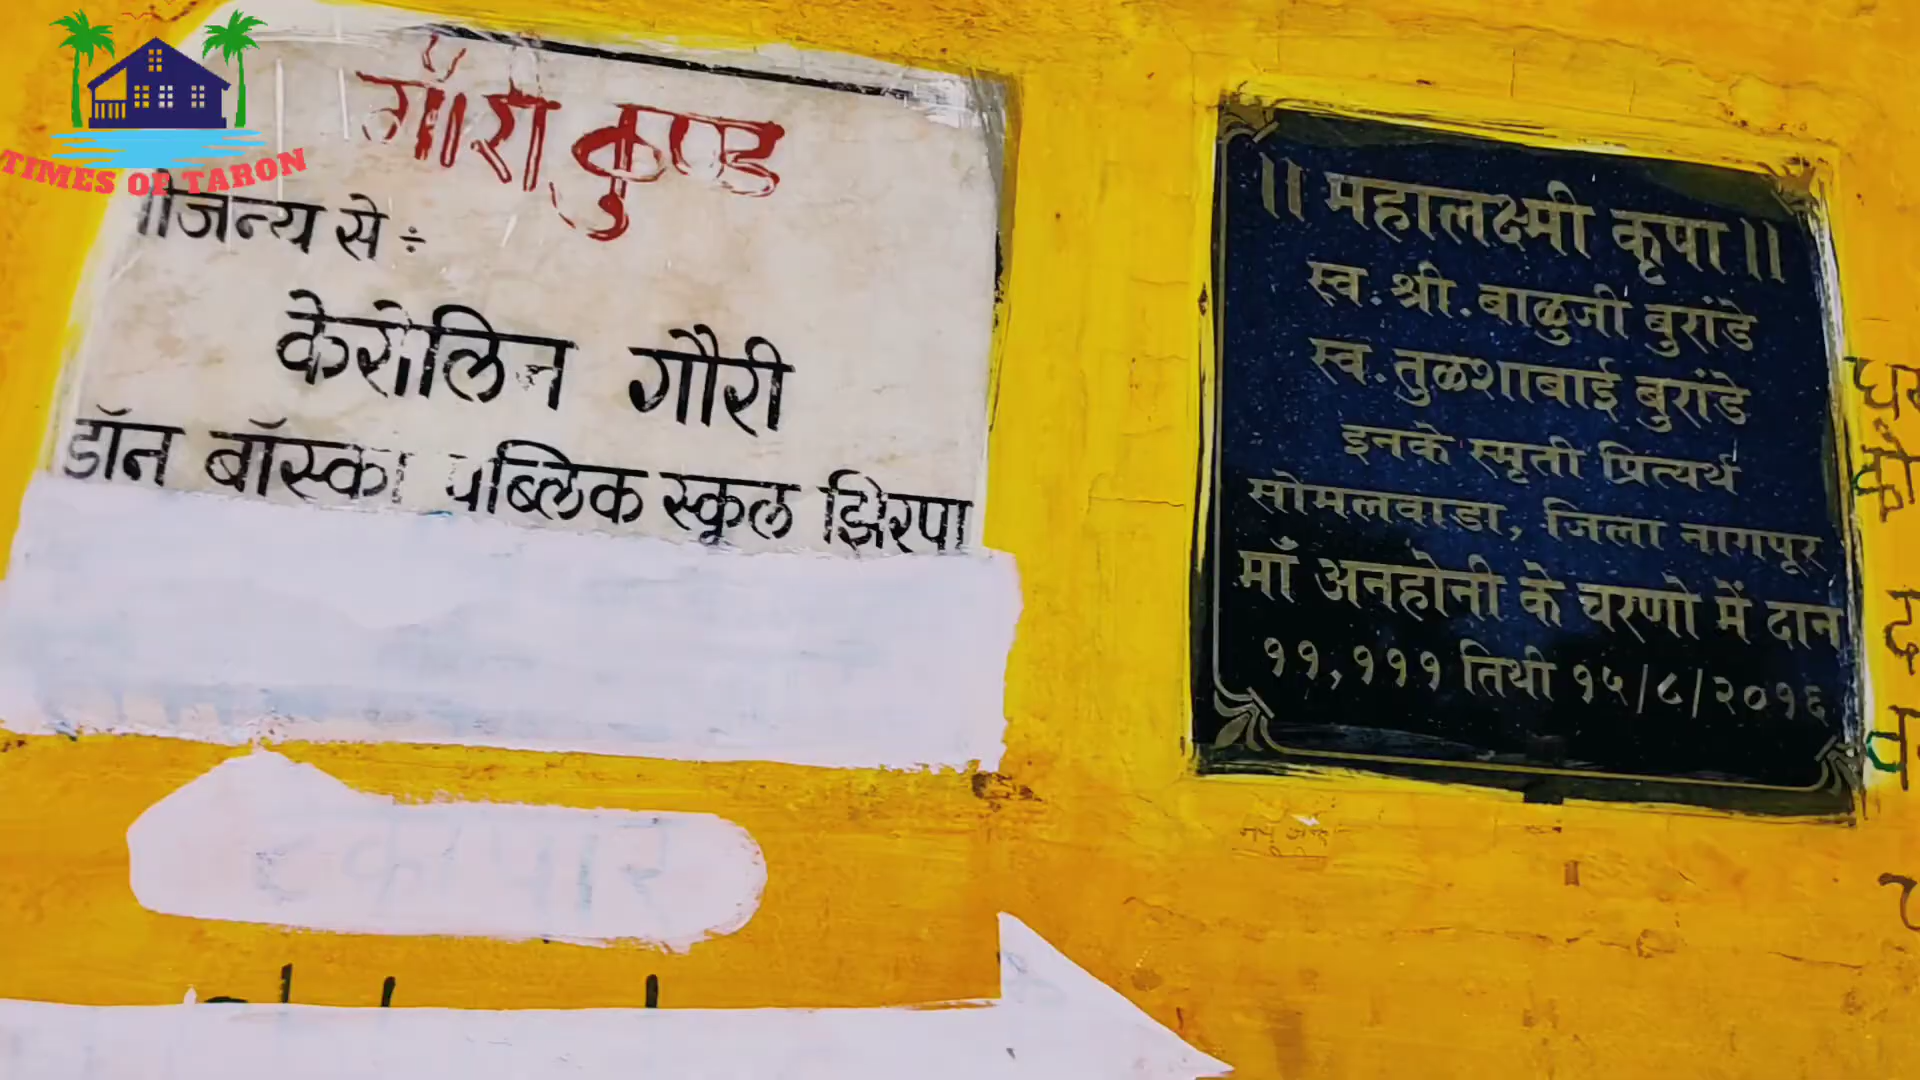 TIMES OF TARON
गौरी कुण्ड
सौजन्य से ÷
केरोलिन गौरी
डॉन बॉस्को पब्लिक स्कूल झिरपा
।। महालक्ष्मी कृपा ।।
स्व. श्री. बाळुजी बुरांडे
स्व. तुळशाबाई बुरांडे
इनके स्मृती प्रित्यर्थ
सोमलवाडा, जिला नागपूर
माँ अनहोनी के चरणो में दान
११,१११ तिथी १५/८/२०१६